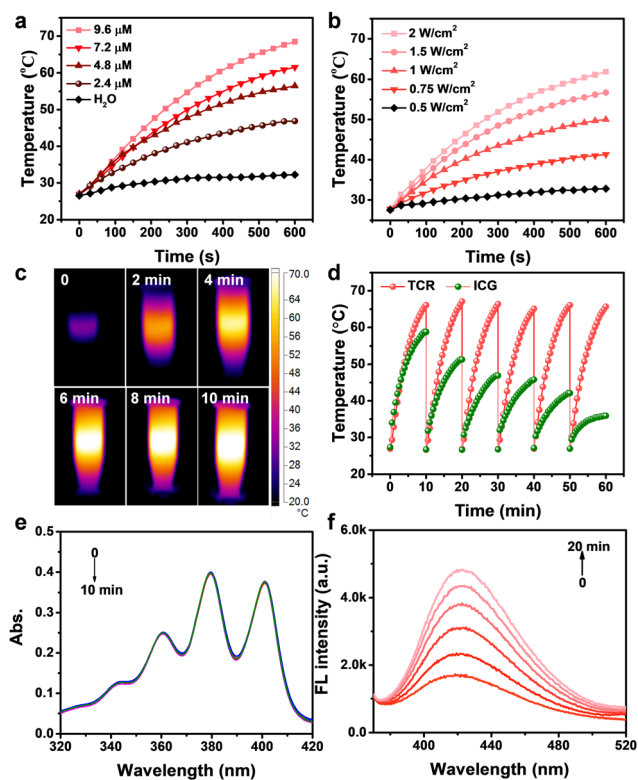 a
9.6 μM
7.2 μM
4.8 μM
2.4 μM
H₂O
70
60
50
40
30
20
0 100 200 300 400 500 600
Temperature (°C)
Time (s)
b
2 W/cm²
1.5 W/cm²
1 W/cm²
0.75 W/cm²
0.5 W/cm²
70
60
50
40
30
0 100 200 300 400 500 600
Temperature (°C)
Time (s)
c
0
2 min
4 min
6 min
8 min
10 min
70.0
64
60
56
52
48
44
40
36
32
28
24
20.0
°C
d
TCR
ICG
75
65
55
45
35
25
0 10 20 30 40 50 60
Temperature (°C)
Time (min)
e
0
10 min
0.5
0.4
0.3
0.2
0.1
0.0
320 340 360 380 400 420
Abs.
Wavelength (nm)
f
20 min
0
6.0k
4.0k
2.0k
0.0
400 440 480 520
FL intensity (a.u.)
Wavelength (nm)